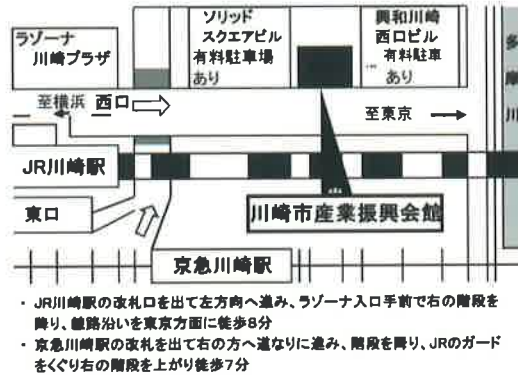 ラゾーナ
川崎プラザ
ソリッド
スクエアビル
有料駐車場
あり
興和川崎
西口ビル
有料駐車
… あり
多
摩
川
至横浜 西口
至東京
JR川崎駅
東口
川崎市産業振興会館
京急川崎駅
・ JR川崎駅の改札口を出て左方向へ進み、ラゾーナ入口手前で右の階段を
降り、線路沿いを東京方面に徒歩8分
・ 京急川崎駅の改札を出て右の方へ道なりに進み、階段を降り、JRのガード
をくぐり右の階段を上がり徒歩7分